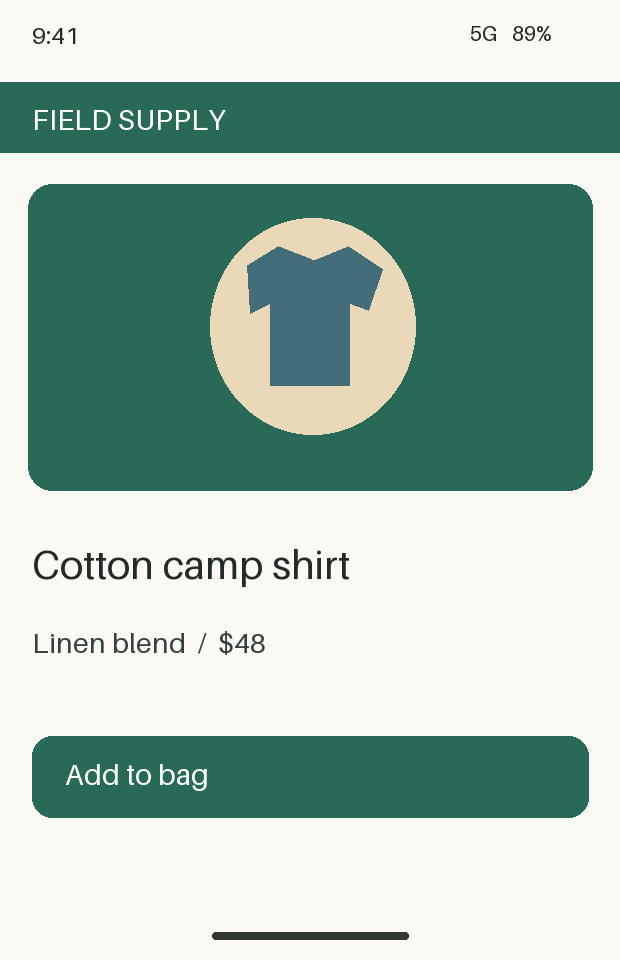 9:41 5G 89%
FIELD SUPPLY
Cotton camp shirt
Linen blend / $48
Add to bag